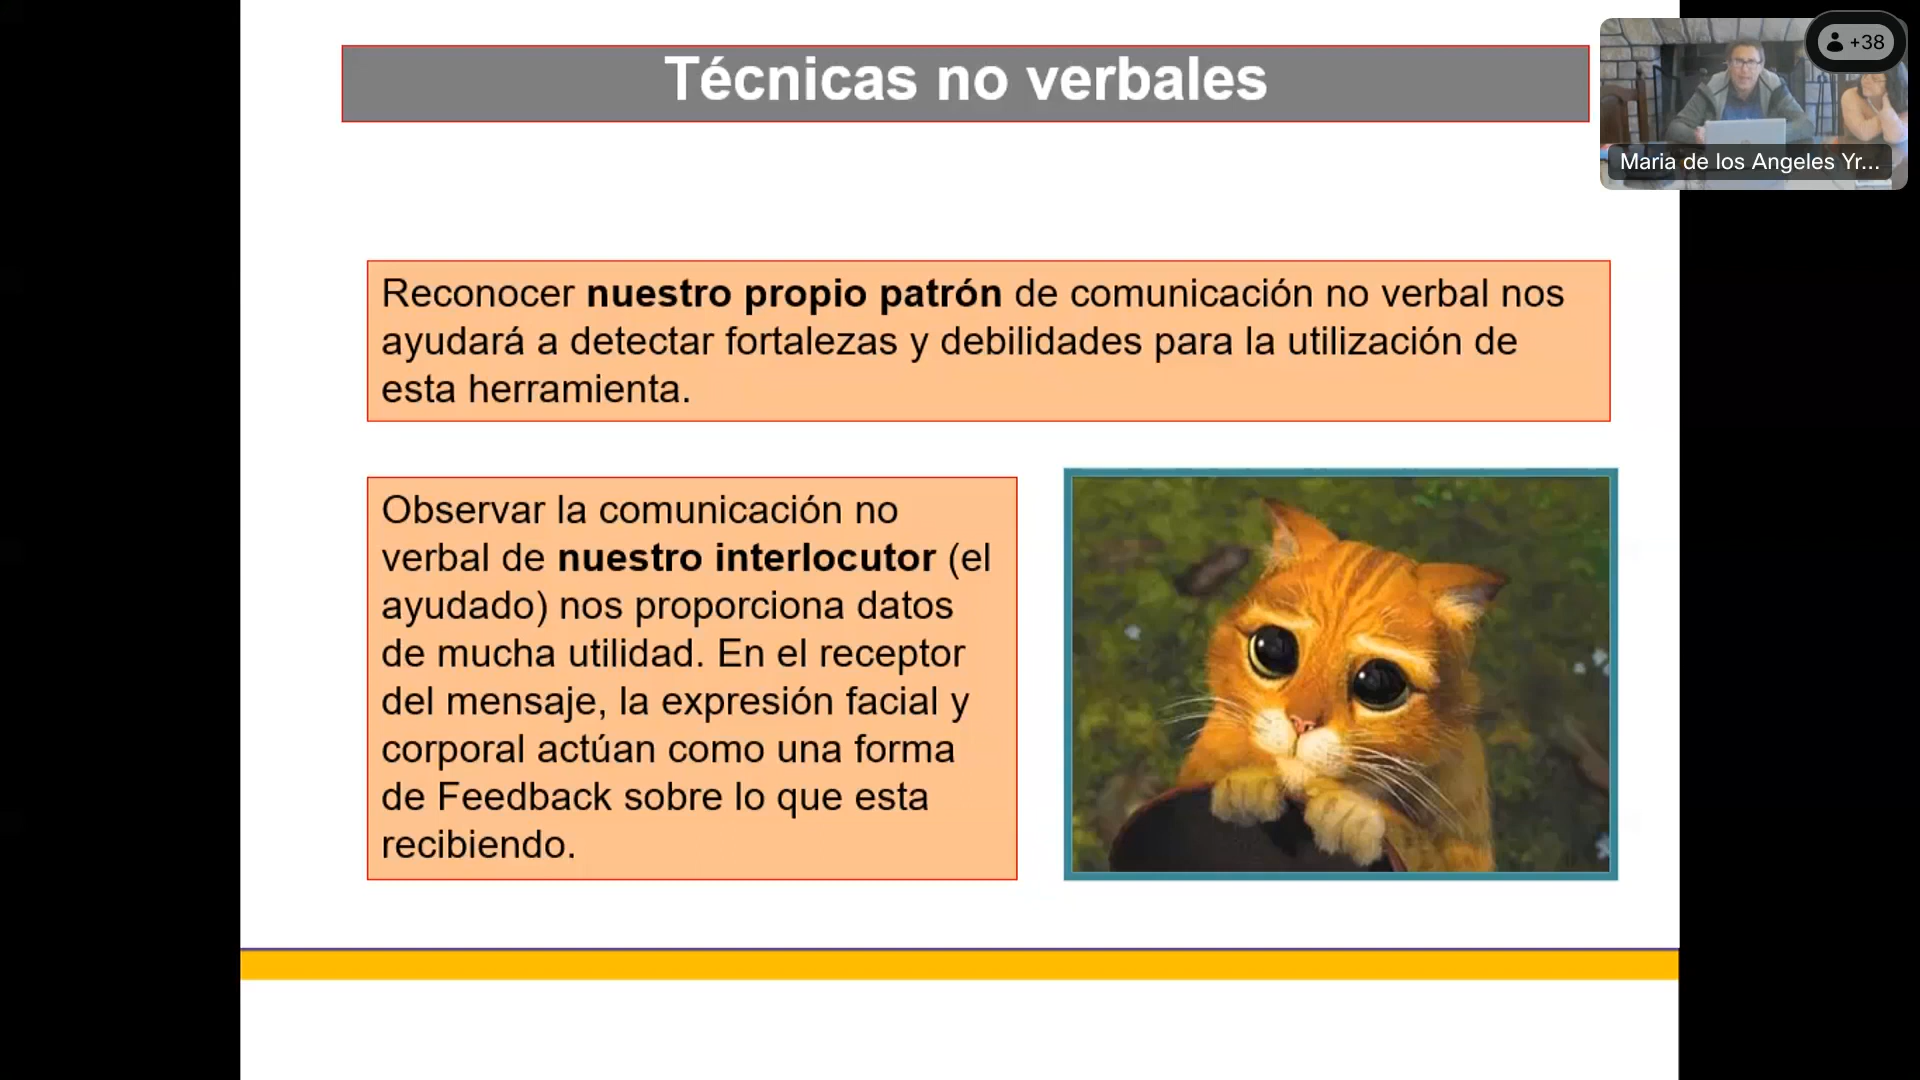 Técnicas no verbales
+38
Maria de los Angeles Yr...
Reconocer nuestro propio patrón de comunicación no verbal nos
ayudará a detectar fortalezas y debilidades para la utilización de
esta herramienta.
Observar la comunicación no
verbal de nuestro interlocutor (el
ayudado) nos proporciona datos
de mucha utilidad. En el receptor
del mensaje, la expresión facial y
corporal actúan como una forma
de Feedback sobre lo que esta
recibiendo.